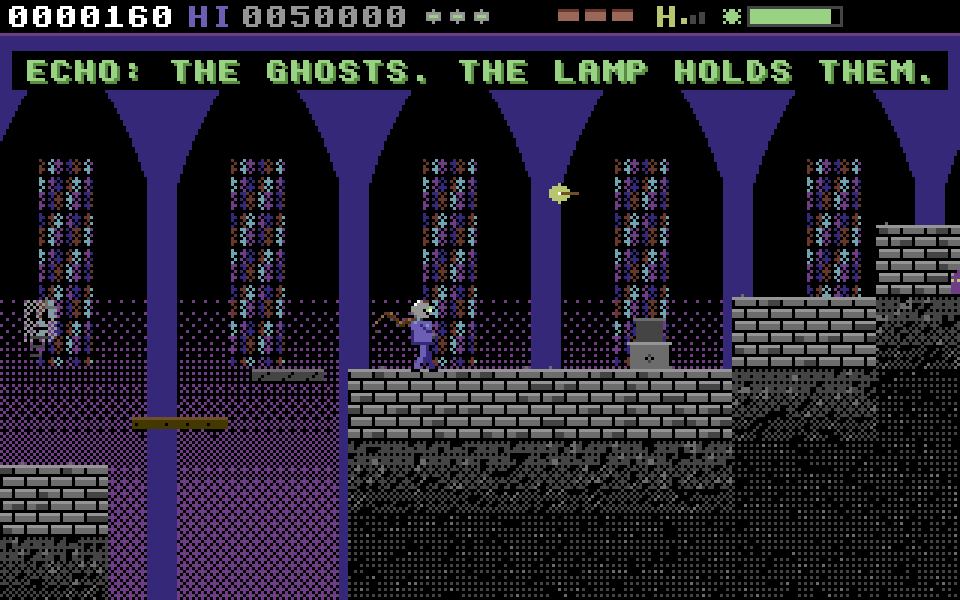 0000160 HI 0050000 H.
ECHO: THE GHOSTS. THE LAMP HOLDS THEM.